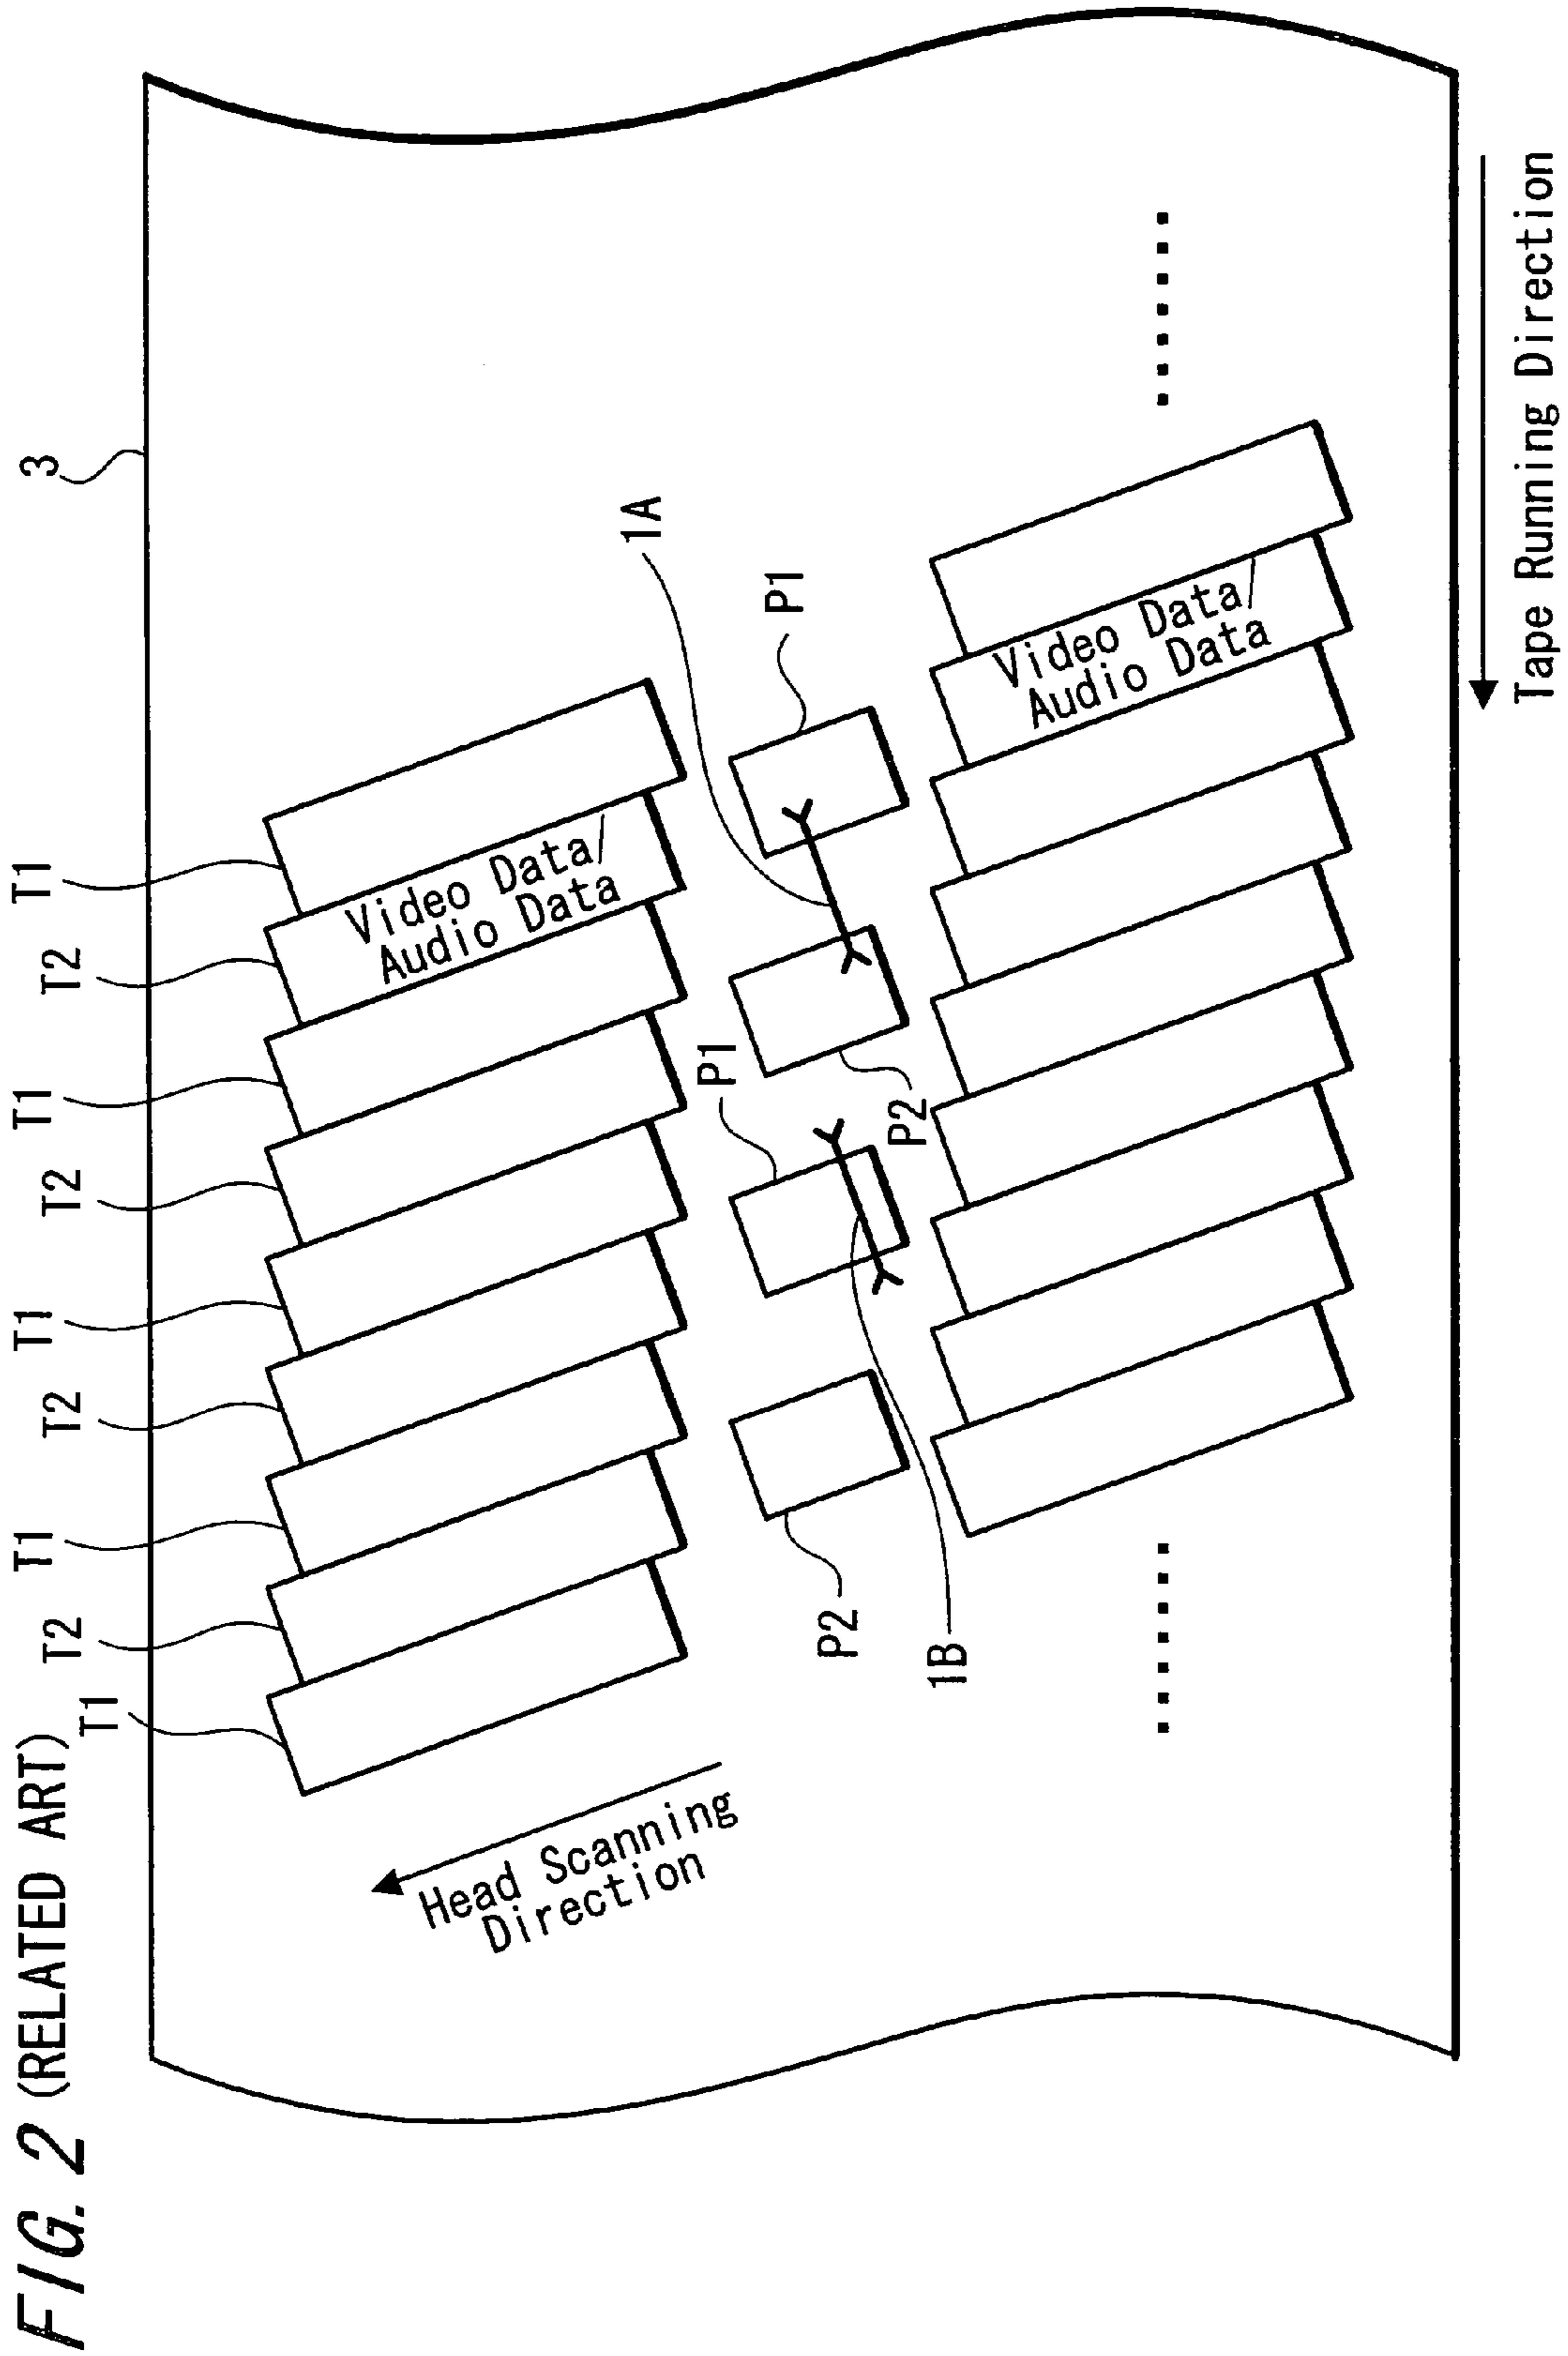 FIG. 2 (RELATED ART)
T1
T2
T1
T2
T1
T2
T1
T2
T1
3
Head Scanning
Direction
Video Data/
Audio Data
P2
P1
P2
P1
1A
1B
Video Data/
Audio Data
Tape Running Direction